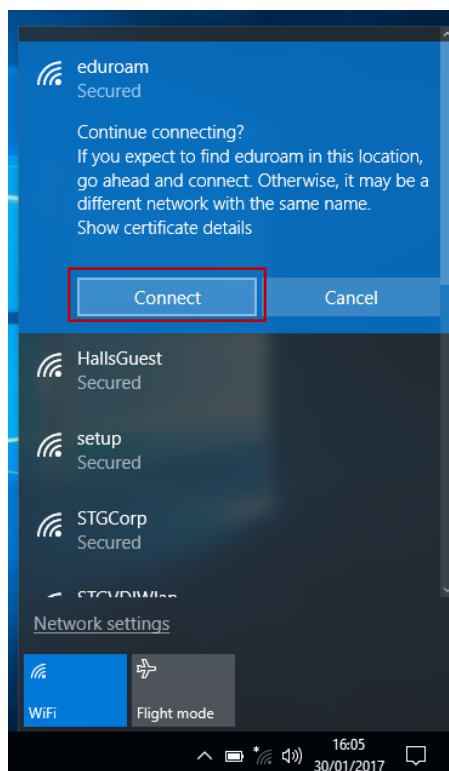 eduroam
Secured
Continue connecting?
If you expect to find eduroam in this location,
go ahead and connect. Otherwise, it may be a
different network with the same name.
Show certificate details
Connect Cancel
HallsGuest
Secured
setup
Secured
STGCorp
Secured
STGVDIWlan
Network settings
WiFi Flight mode
16:05
30/01/2017